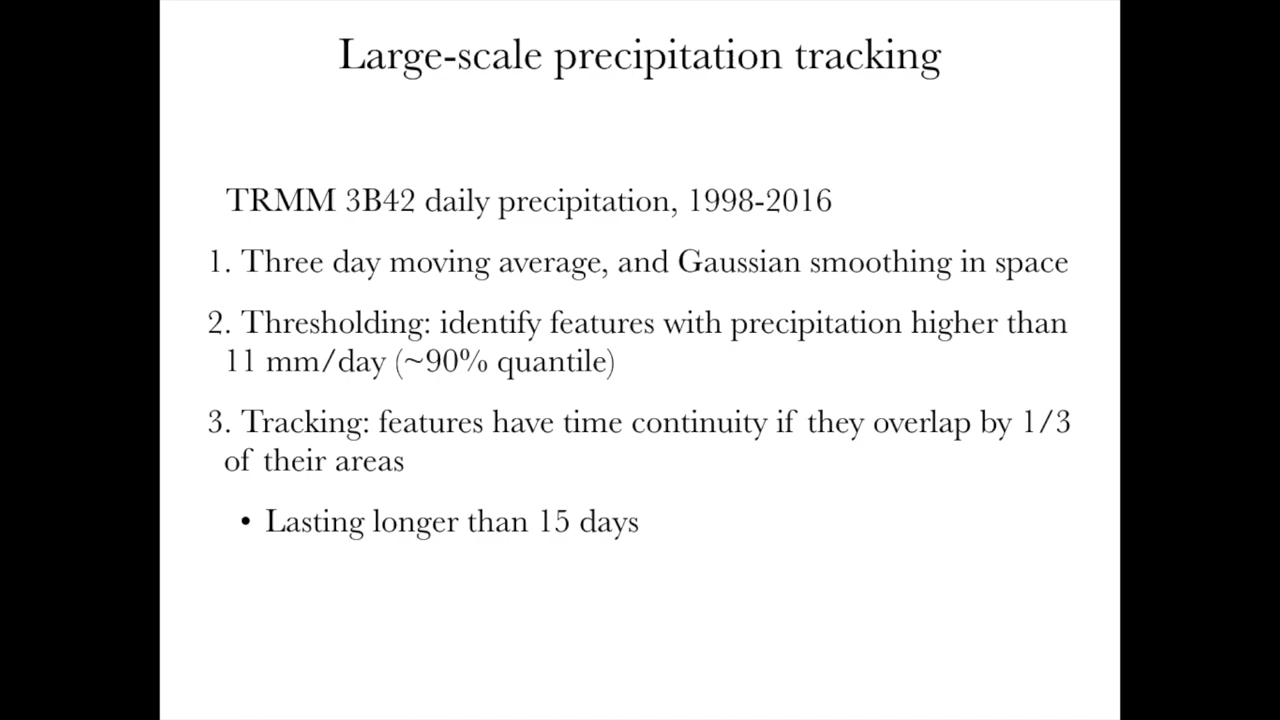 Large-scale precipitation tracking
TRMM 3B42 daily precipitation, 1998-2016
1. Three day moving average, and Gaussian smoothing in space
2. Thresholding: identify features with precipitation higher than
11 mm/day (~90% quantile)
3. Tracking: features have time continuity if they overlap by 1/3
of their areas
• Lasting longer than 15 days